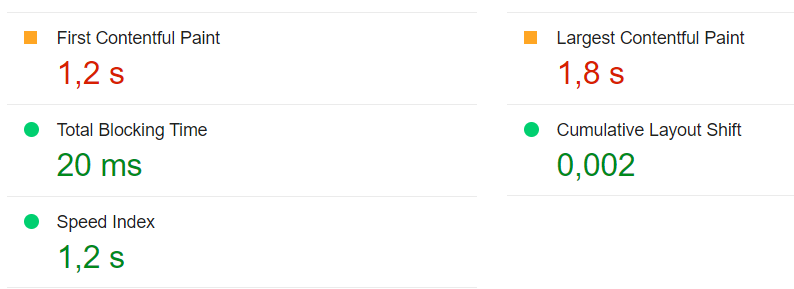 First Contentful Paint
1,2 s
Largest Contentful Paint
1,8 s
Total Blocking Time
20 ms
Cumulative Layout Shift
0,002
Speed Index
1,2 s